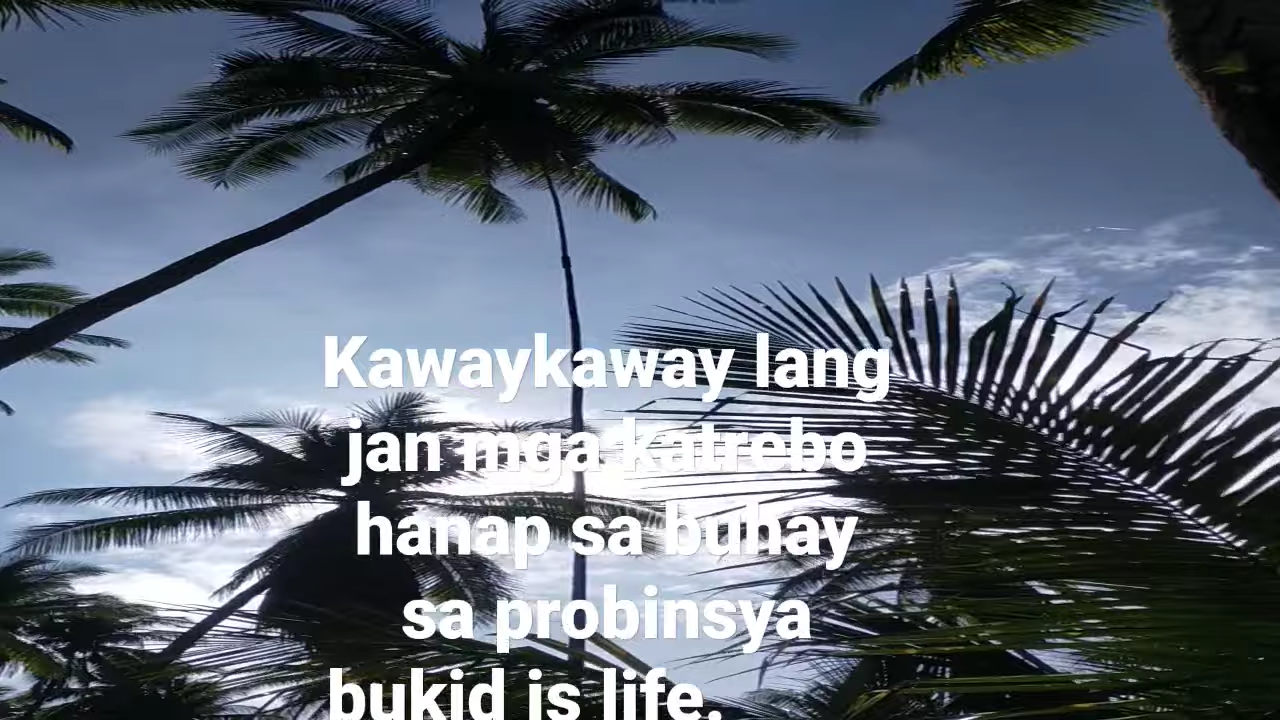 Kawaykaway lang
jan mga katrebo
hanap sa buhay
sa probinsya
bukid is life.